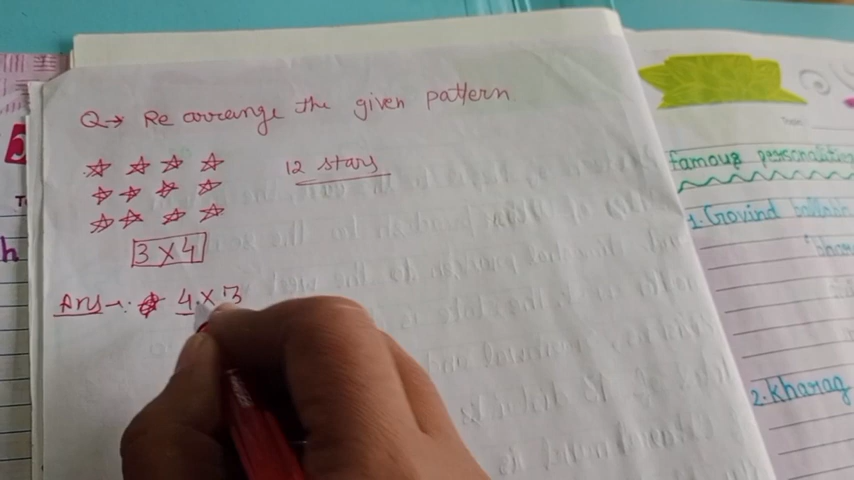 Q→ Re arrange the given pattern.
12 stars
3 X 4
Ans→: 4 x 3
Famous personalities
1. Govind ballabh
2. Kharag